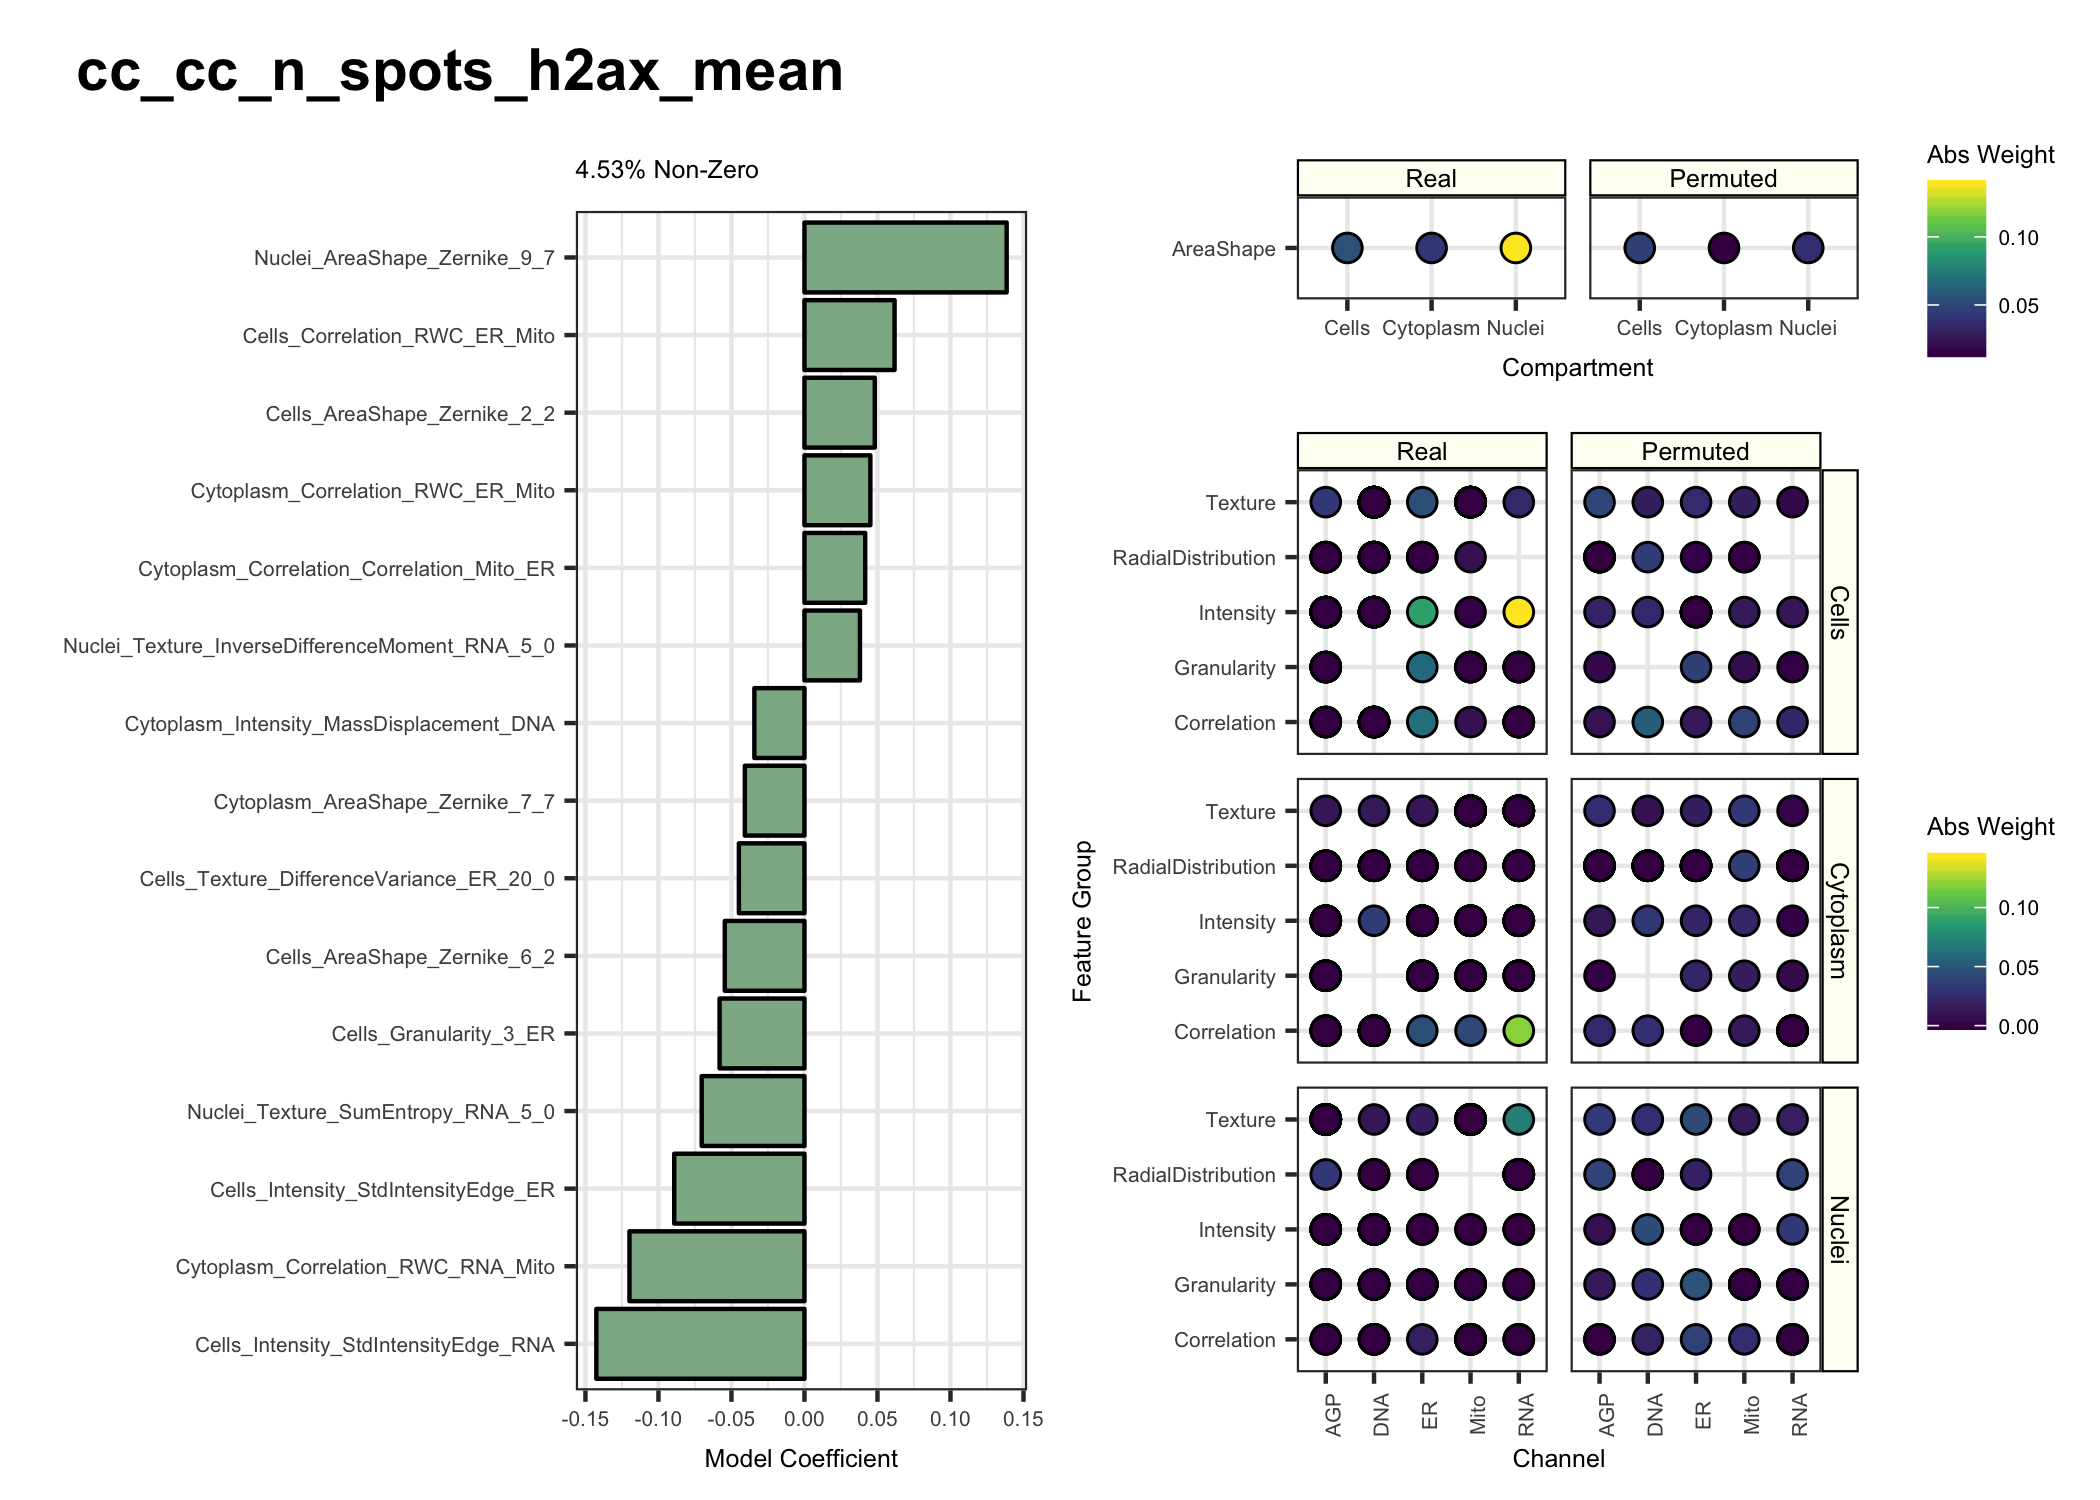 cc_cc_n_spots_h2ax_mean
4.53% Non-Zero
Nuclei_AreaShape_Zernike_9_7
Cells_Correlation_RWC_ER_Mito
Cells_AreaShape_Zernike_2_2
Cytoplasm_Correlation_RWC_ER_Mito
Cytoplasm_Correlation_Correlation_Mito_ER
Nuclei_Texture_InverseDifferenceMoment_RNA_5_0
Cytoplasm_Intensity_MassDisplacement_DNA
Cytoplasm_AreaShape_Zernike_7_7
Cells_Texture_DifferenceVariance_ER_20_0
Cells_AreaShape_Zernike_6_2
Cells_Granularity_3_ER
Nuclei_Texture_SumEntropy_RNA_5_0
Cells_Intensity_StdIntensityEdge_ER
Cytoplasm_Correlation_RWC_RNA_Mito
Cells_Intensity_StdIntensityEdge_RNA
-0.15 -0.10 -0.05 0.00 0.05 0.10 0.15
Model Coefficient
Real Permuted
AreaShape
Cells Cytoplasm Nuclei Cells Cytoplasm Nuclei
Compartment
Abs Weight
0.10
0.05
Real Permuted
Feature Group
Texture
RadialDistribution
Intensity
Granularity
Correlation
Cells
Texture
RadialDistribution
Intensity
Granularity
Correlation
Cytoplasm
Texture
RadialDistribution
Intensity
Granularity
Correlation
Nuclei
AGP DNA ER Mito RNA AGP DNA ER Mito RNA
Channel
Abs Weight
0.10
0.05
0.00